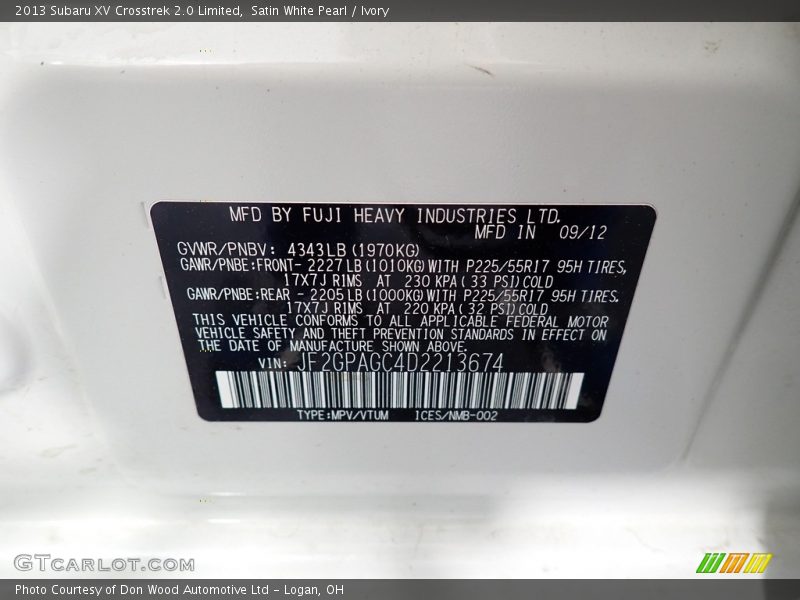 2013 Subaru XV Crosstrek 2.0 Limited,  Satin White Pearl / Ivory
MFD BY FUJI HEAVY INDUSTRIES LTD.
MFD IN 09/12
GVWR/PNBV: 4343LB (1970KG)
GAWR/PNBE:FRONT- 2227 LB (1010KG) WITH P225/55R17 95H TIRES,
17X7J RIMS AT 230 KPA ( 33 PSI) COLD
GAWR/PNBE:REAR - 2205 LB (1000KG) WITH P225/55R17 95H TIRES.
17X7J RIMS AT 220 KPA ( 32 PSI) COLD
THIS VEHICLE CONFORMS TO ALL APPLICABLE FEDERAL MOTOR
VEHICLE SAFETY AND THEFT PREVENTION STANDARDS IN EFFECT ON
THE DATE OF MANUFACTURE SHOWN ABOVE.
VIN: JF2GPAGC4D2213674
TYPE:MPV/VTUM ICES/NMB-002
GTCARLOT.COM
Photo Courtesy of Don Wood Automotive Ltd - Logan, OH